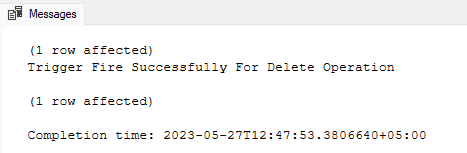 Messages
(1 row affected)
Trigger Fire Successfully For Delete Operation
(1 row affected)
Completion time: 2023-05-27T12:47:53.3806640+05:00